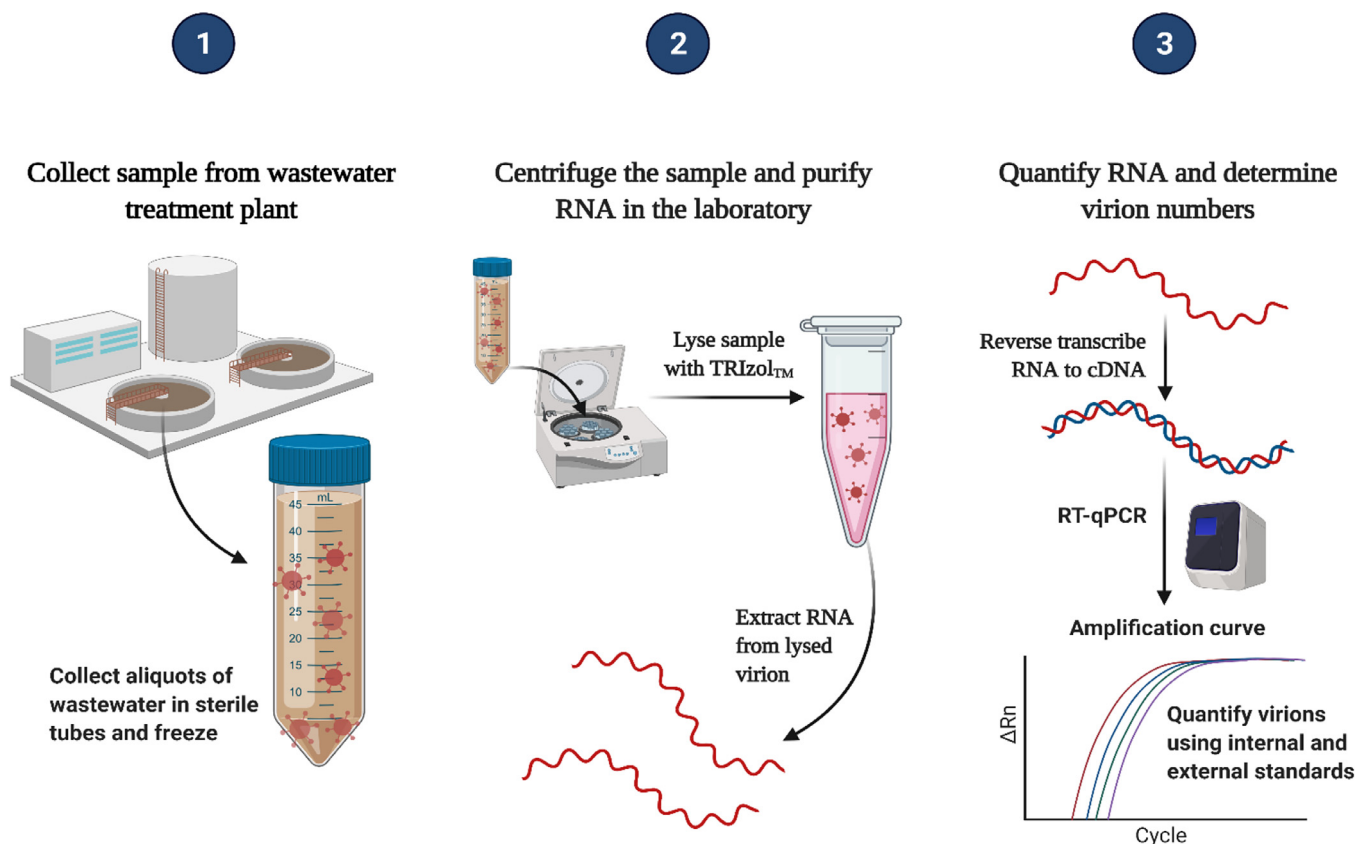 1
Collect sample from wastewater
treatment plant
mL
45
40
35
30
25
20
15
10
Collect aliquots of
wastewater in sterile
tubes and freeze
2
Centrifuge the sample and purify
RNA in the laboratory
Lyse sample
with TRIzolTM
Extract RNA
from lysed
virion
3
Quantify RNA and determine
virion numbers
Reverse transcribe
RNA to cDNA
RT-qPCR
Amplification curve
ΔRn
Quantify virions
using internal and
external standards
Cycle